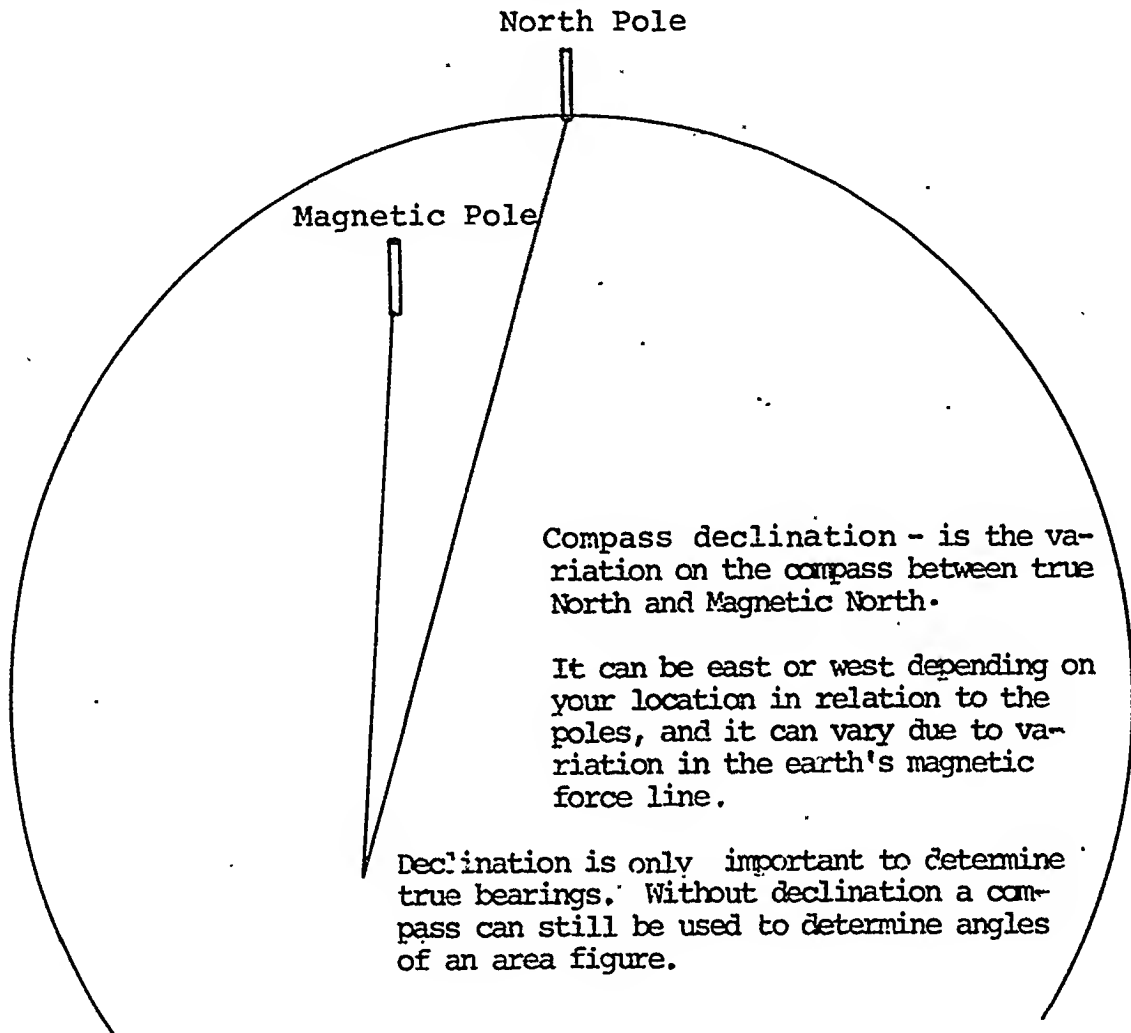 North Pole
Magnetic Pole
Compass declination - is the va-
riation on the compass between true
North and Magnetic North.
It can be east or west depending on
your location in relation to the
poles, and it can vary due to va-
riation in the earth's magnetic
force line.
Declination is only important to determine
true bearings. Without declination a com-
pass can still be used to determine angles
of an area figure.